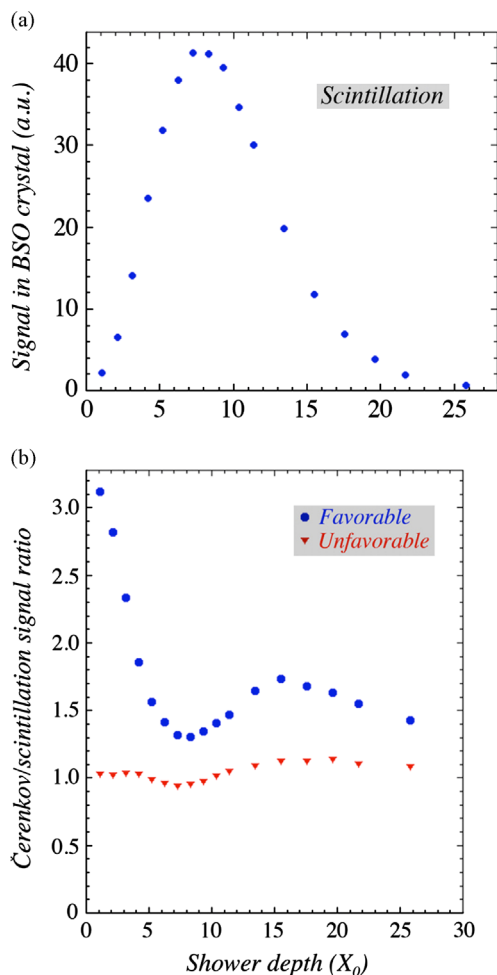 (a)
Signal in BSO crystal (a.u.)
40
30
20
10
0
Scintillation
0 5 10 15 20 25
(b)
Čerenkov/scintillation signal ratio
3.0
2.5
2.0
1.5
1.0
0.5
0
Favorable
Unfavorable
0 5 10 15 20 25 30
Shower depth (X₀)